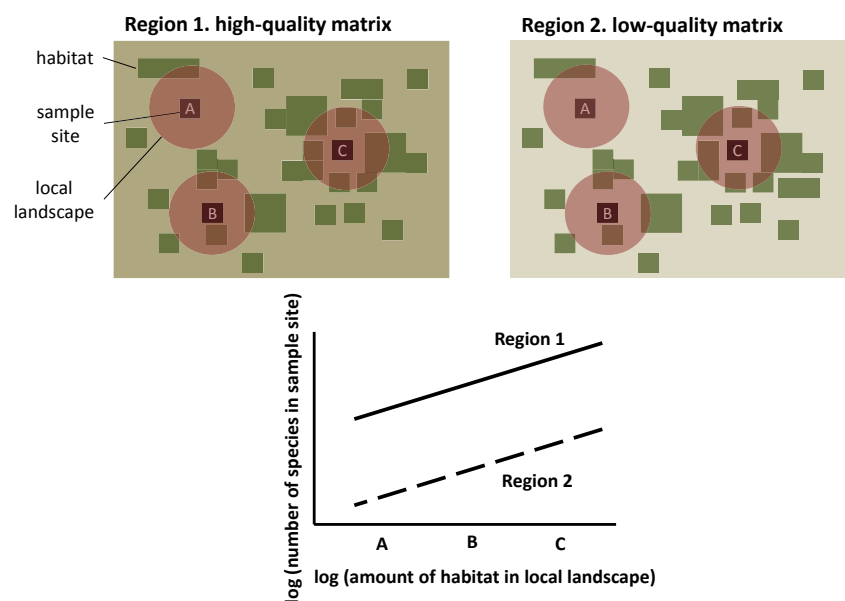 Region 1. high-quality matrix
Region 2. low-quality matrix
habitat
sample
site
local
landscape
A
B
C
A
B
C
log (number of species in sample site)
Region 1
Region 2
A B C
log (amount of habitat in local landscape)